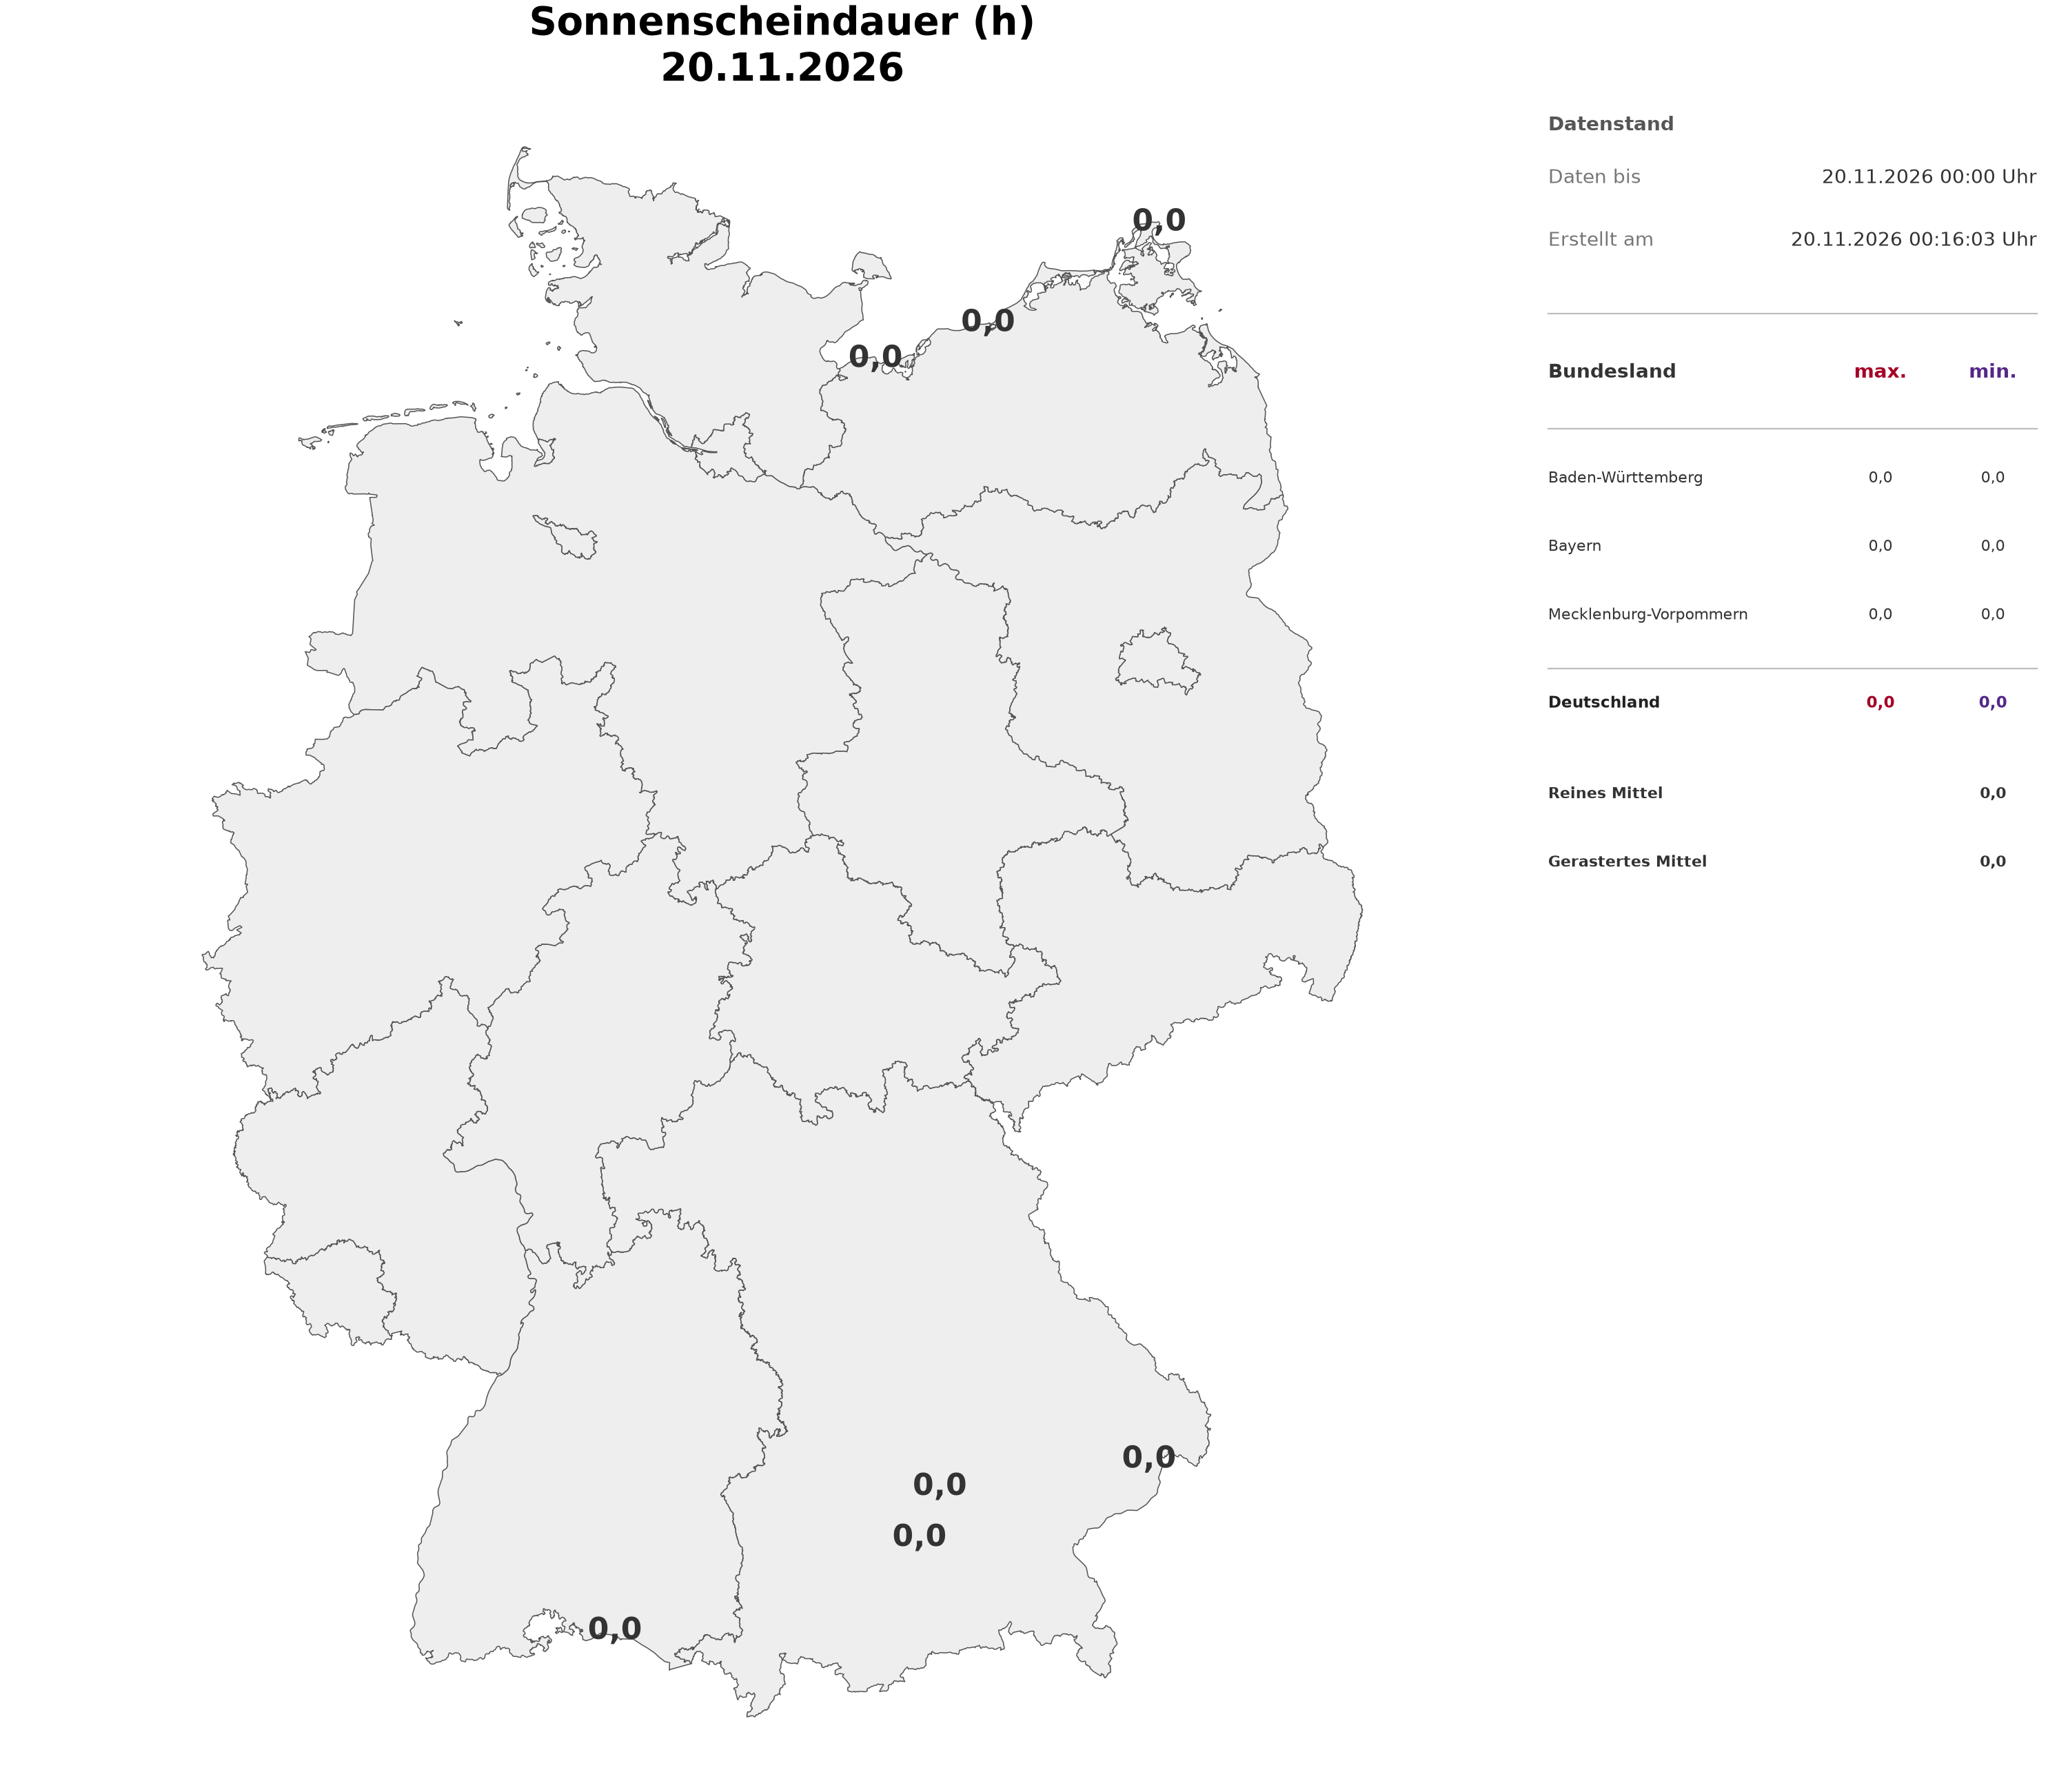 Sonnenscheindauer (h)
20.11.2026
Datenstand
Daten bis 20.11.2026 00:00 Uhr
Erstellt am 20.11.2026 00:16:03 Uhr
Bundesland max. min.
Baden-Württemberg 0,0 0,0
Bayern 0,0 0,0
Mecklenburg-Vorpommern 0,0 0,0
Deutschland 0,0 0,0
Reines Mittel 0,0
Gerastertes Mittel 0,0
0,0
0,0
0,0
0,0
0,0
0,0
0,0